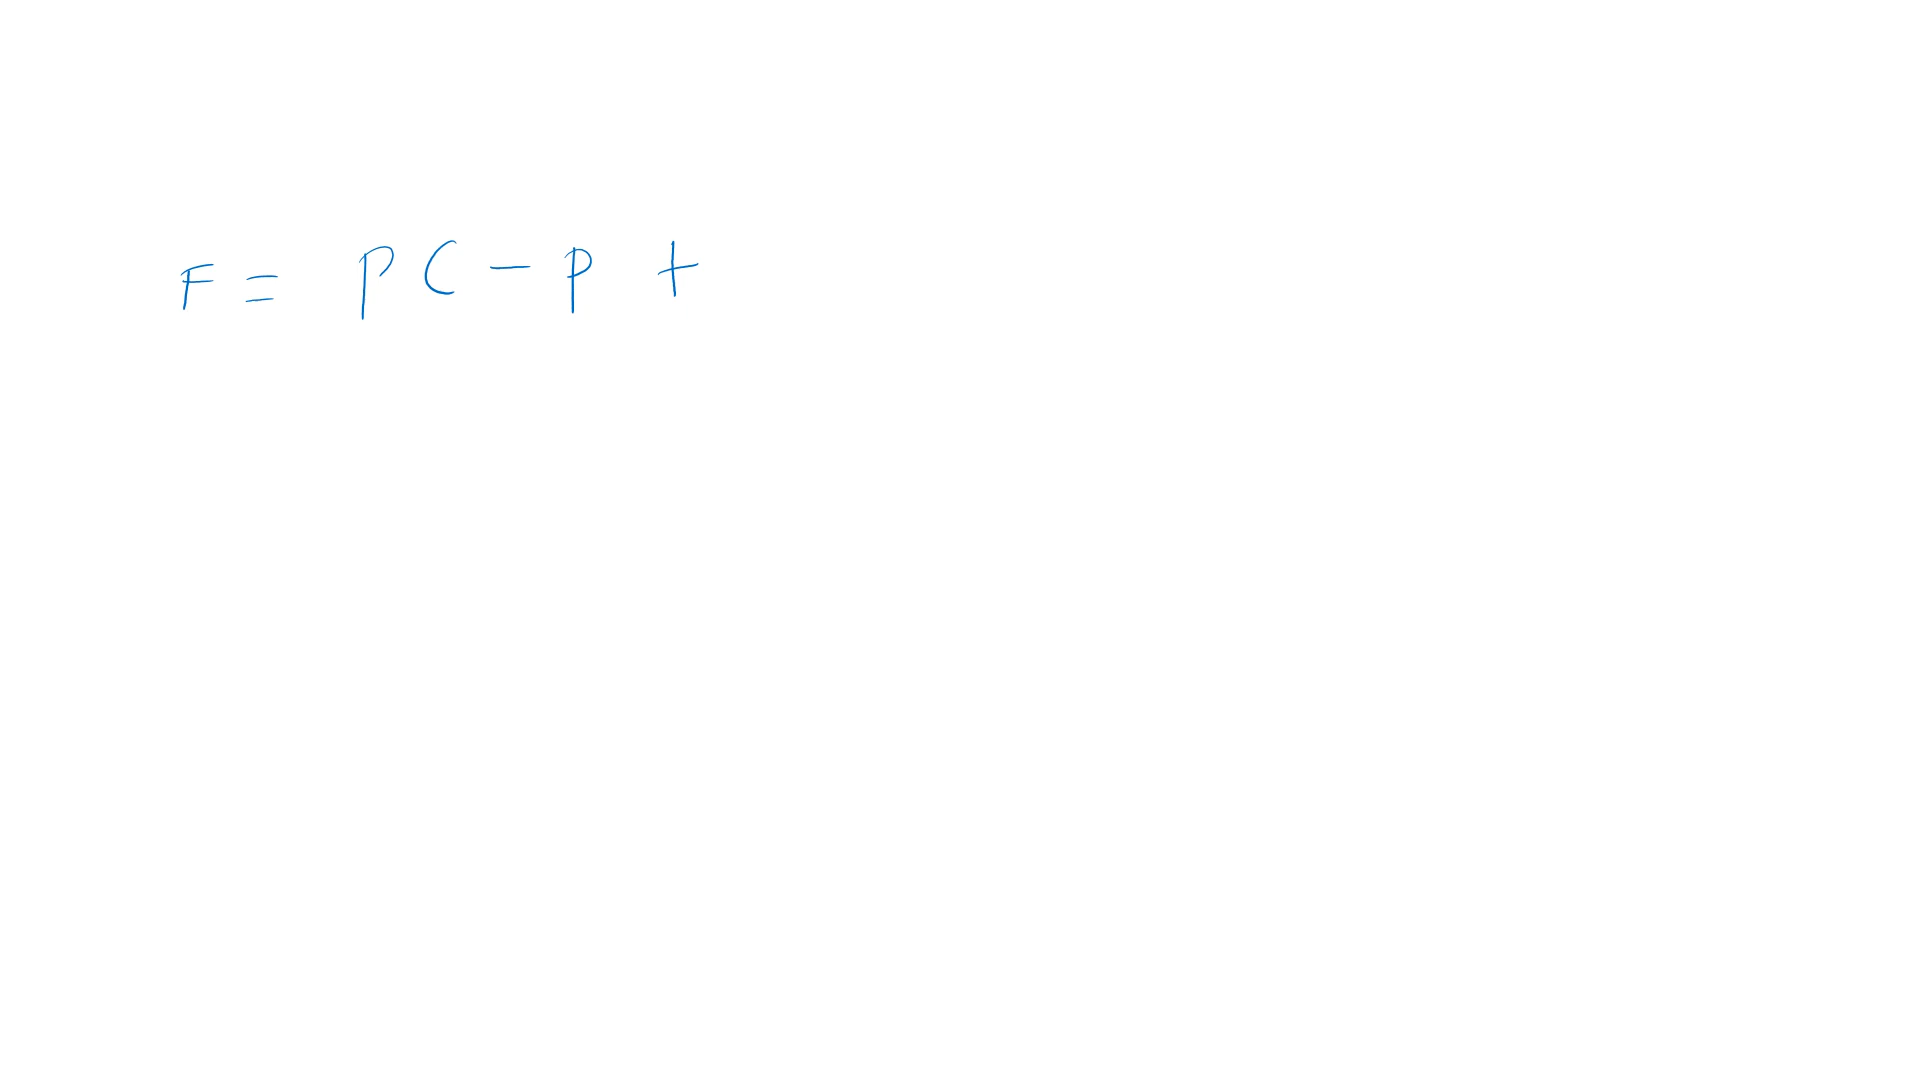 F = PC - P +